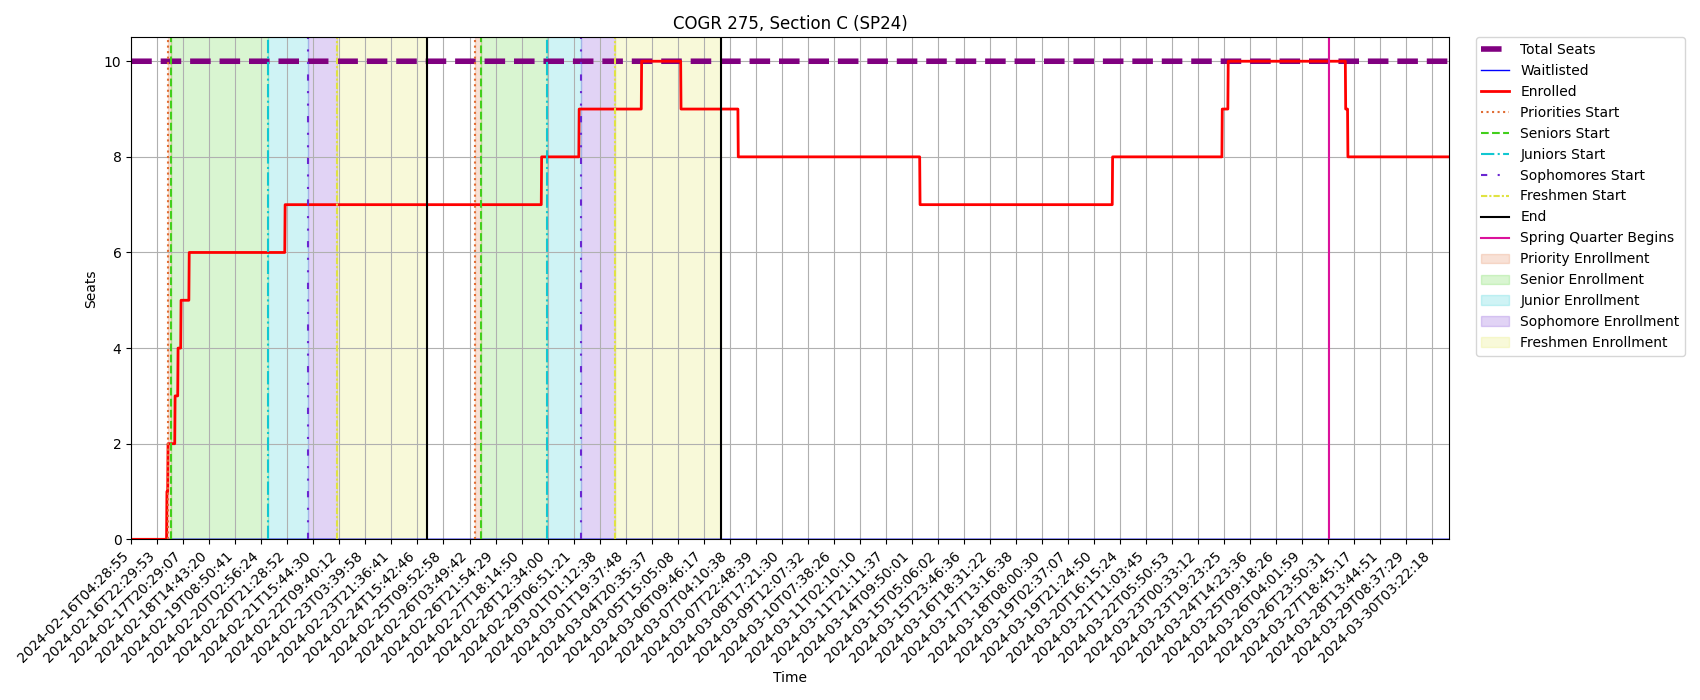 COGR 275, Section C (SP24)
Seats
10
8
6
4
2
0
2024-02-16T04:28:55
2024-02-16T22:29:53
2024-02-17T20:29:07
2024-02-18T14:43:20
2024-02-19T08:50:41
2024-02-20T02:56:24
2024-02-20T21:28:52
2024-02-21T15:44:30
2024-02-22T09:40:12
2024-02-23T03:39:58
2024-02-23T21:36:41
2024-02-24T15:42:46
2024-02-25T09:52:58
2024-02-26T03:49:42
2024-02-26T21:54:29
2024-02-27T18:14:50
2024-02-28T12:34:00
2024-02-29T06:51:21
2024-03-01T01:12:38
2024-03-01T19:37:48
2024-03-04T20:35:37
2024-03-05T15:05:08
2024-03-06T09:46:17
2024-03-07T04:10:38
2024-03-07T22:48:39
2024-03-08T17:21:30
2024-03-09T12:07:32
2024-03-10T07:38:26
2024-03-11T02:10:10
2024-03-11T21:11:37
2024-03-14T09:50:01
2024-03-15T05:06:02
2024-03-15T23:46:36
2024-03-16T18:31:22
2024-03-17T13:16:38
2024-03-18T08:00:30
2024-03-19T02:37:07
2024-03-19T21:24:50
2024-03-20T16:15:24
2024-03-21T11:03:45
2024-03-22T05:50:53
2024-03-23T00:33:12
2024-03-23T19:23:25
2024-03-24T14:23:36
2024-03-25T09:18:26
2024-03-26T04:01:59
2024-03-26T23:50:31
2024-03-27T18:45:17
2024-03-28T13:44:51
2024-03-29T08:37:29
2024-03-30T03:22:18
Time
Total Seats
Waitlisted
Enrolled
Priorities Start
Seniors Start
Juniors Start
Sophomores Start
Freshmen Start
End
Spring Quarter Begins
Priority Enrollment
Senior Enrollment
Junior Enrollment
Sophomore Enrollment
Freshmen Enrollment